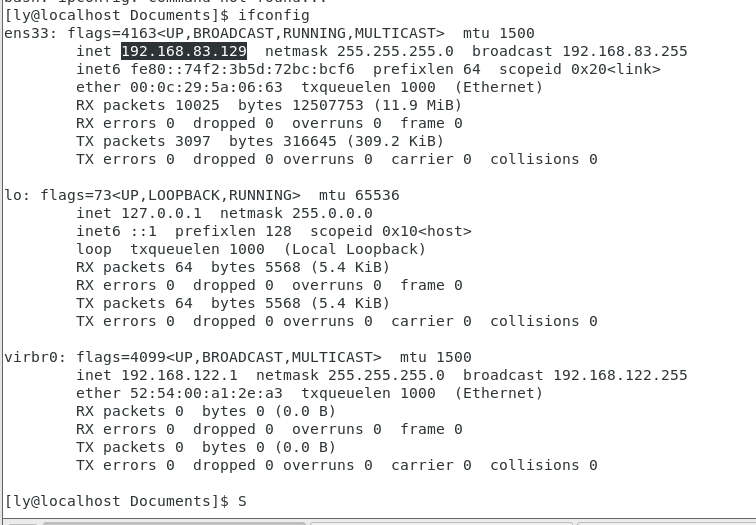 [ly@localhost Documents]$ ifconfig
ens33: flags=4163<UP,BROADCAST,RUNNING,MULTICAST>  mtu 1500
        inet 192.168.83.129  netmask 255.255.255.0  broadcast 192.168.83.255
        inet6 fe80::74f2:3b5d:72bc:bcf6  prefixlen 64  scopeid 0x20<link>
        ether 00:0c:29:5a:06:63  txqueuelen 1000  (Ethernet)
        RX packets 10025  bytes 12507753 (11.9 MiB)
        RX errors 0  dropped 0  overruns 0  frame 0
        TX packets 3097  bytes 316645 (309.2 KiB)
        TX errors 0  dropped 0 overruns 0  carrier 0  collisions 0

lo: flags=73<UP,LOOPBACK,RUNNING>  mtu 65536
        inet 127.0.0.1  netmask 255.0.0.0
        inet6 ::1  prefixlen 128  scopeid 0x10<host>
        loop  txqueuelen 1000  (Local Loopback)
        RX packets 64  bytes 5568 (5.4 KiB)
        RX errors 0  dropped 0  overruns 0  frame 0
        TX packets 64  bytes 5568 (5.4 KiB)
        TX errors 0  dropped 0 overruns 0  carrier 0  collisions 0

virbr0: flags=4099<UP,BROADCAST,MULTICAST>  mtu 1500
        inet 192.168.122.1  netmask 255.255.255.0  broadcast 192.168.122.255
        ether 52:54:00:a1:2e:a3  txqueuelen 1000  (Ethernet)
        RX packets 0  bytes 0 (0.0 B)
        RX errors 0  dropped 0  overruns 0  frame 0
        TX packets 0  bytes 0 (0.0 B)
        TX errors 0  dropped 0 overruns 0  carrier 0  collisions 0

[ly@localhost Documents]$ S